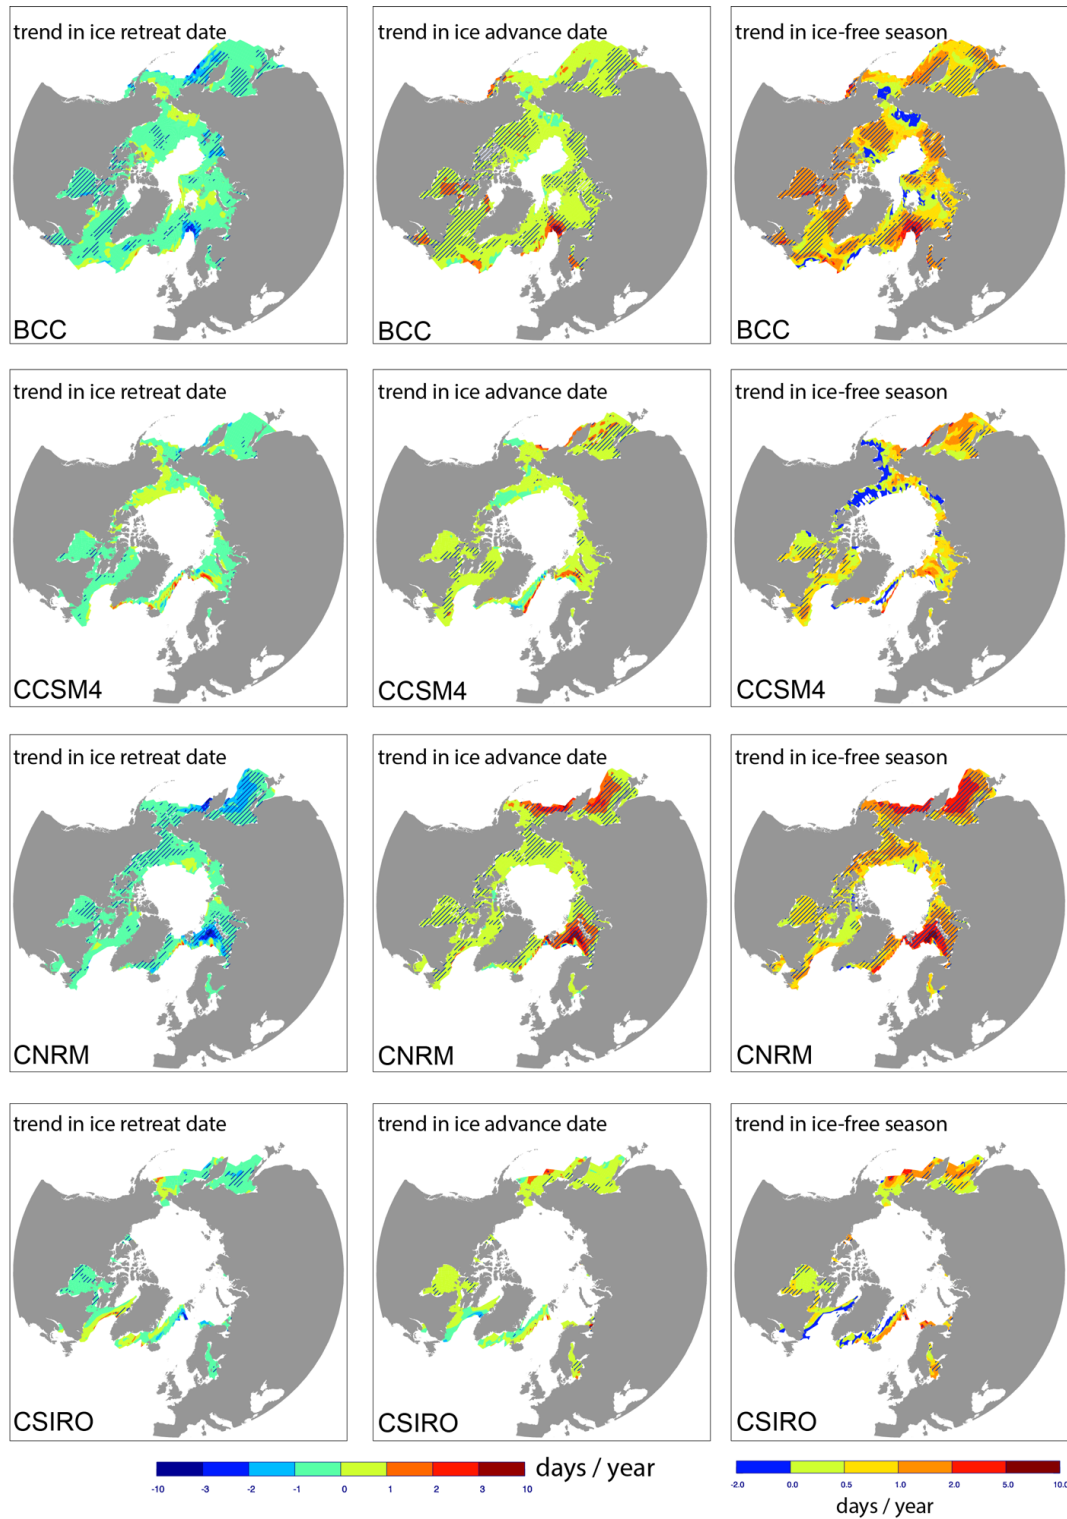 trend in ice retreat date
trend in ice advance date
trend in ice-free season
BCC
BCC
BCC
trend in ice retreat date
trend in ice advance date
trend in ice-free season
CCSM4
CCSM4
CCSM4
trend in ice retreat date
trend in ice advance date
trend in ice-free season
CNRM
CNRM
CNRM
trend in ice retreat date
trend in ice advance date
trend in ice-free season
CSIRO
CSIRO
CSIRO
-10 -3 -2 -1 0 1 2 3 10 days / year
-2.0 0.0 0.5 1.0 2.0 5.0 10.0
days / year